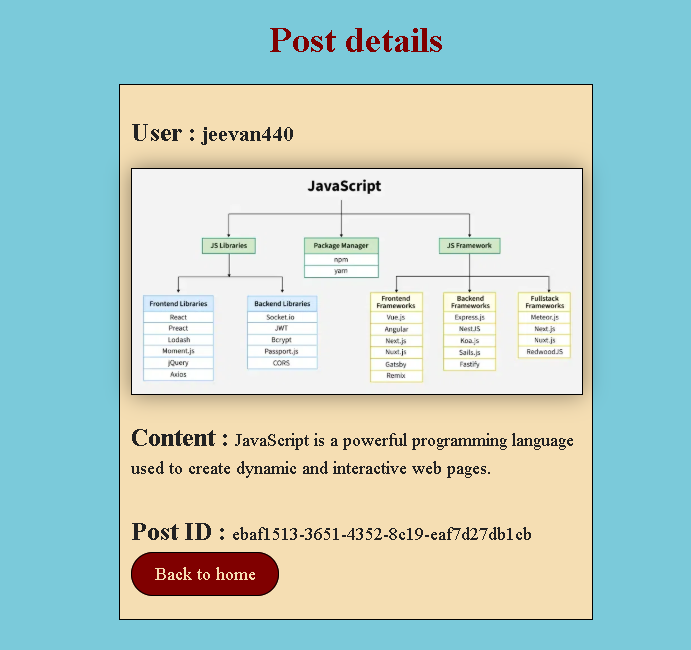 Post details
User : jeevan440
JavaScript
JS Libraries
Package Manager
npm
yarn
JS Framework
Frontend Libraries
React
Preact
Lodash
Moment.js
jQuery
Axios
Backend Libraries
Socket.io
JWT
Bcrypt
Passport.js
CORS
Frontend
Frameworks
Vue.js
Angular
Next.js
Nuxt.js
Gatsby
Remix
Backend
Frameworks
Express.js
NestJS
Koa.js
Sails.js
Fastify
Fullstack
Frameworks
Meteor.js
Next.js
Nuxt.js
RedwoodJS
Content : JavaScript is a powerful programming language
used to create dynamic and interactive web pages.
Post ID : ebaf1513-3651-4352-8c19-eaf7d27db1cb
Back to home